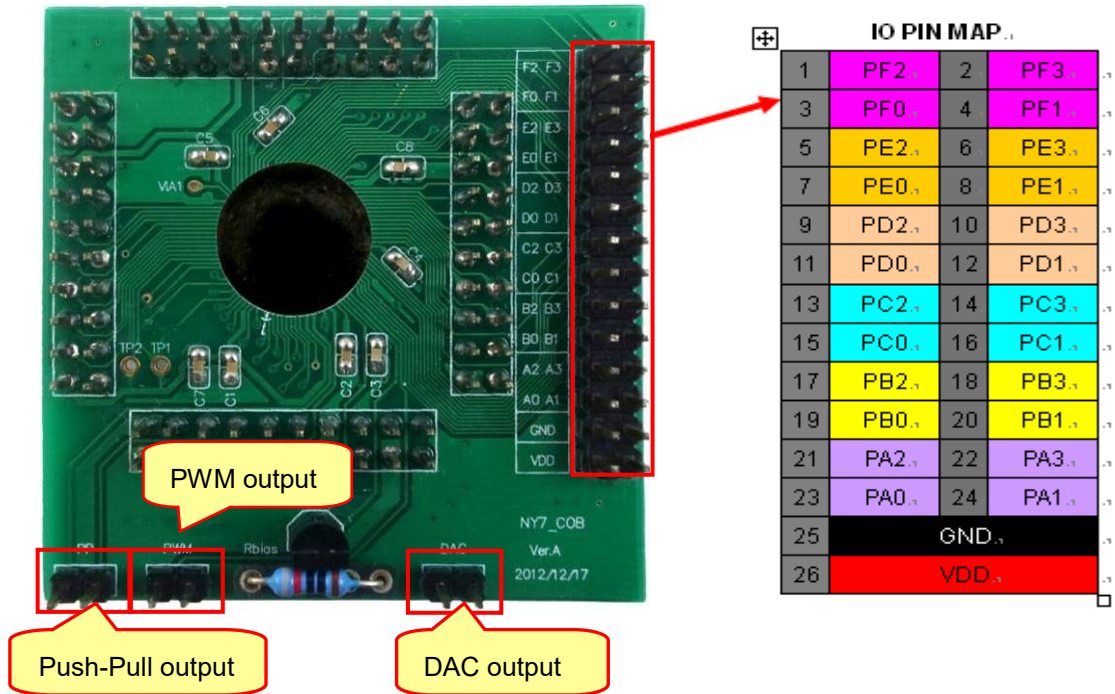 IO PIN MAP
F2 F3
F0 F1
E2 E3
E0 E1
D2 D3
D0 D1
C2 C3
C0 C1
B2 B3
B0 B1
A2 A3
A0 A1
GND
VDD
C6
C5
C8
VIA1
C4
TP2 TP1
C7
C1
C2
C3
PWM output
NY7_COB
Ver.A
2012/12/17
PP
PWM
Rbias
DAC
Push-Pull output
DAC output
1 PF2 2 PF3
3 PF0 4 PF1
5 PE2 6 PE3
7 PE0 8 PE1
9 PD2 10 PD3
11 PD0 12 PD1
13 PC2 14 PC3
15 PC0 16 PC1
17 PB2 18 PB3
19 PB0 20 PB1
21 PA2 22 PA3
23 PA0 24 PA1
25 GND
26 VDD